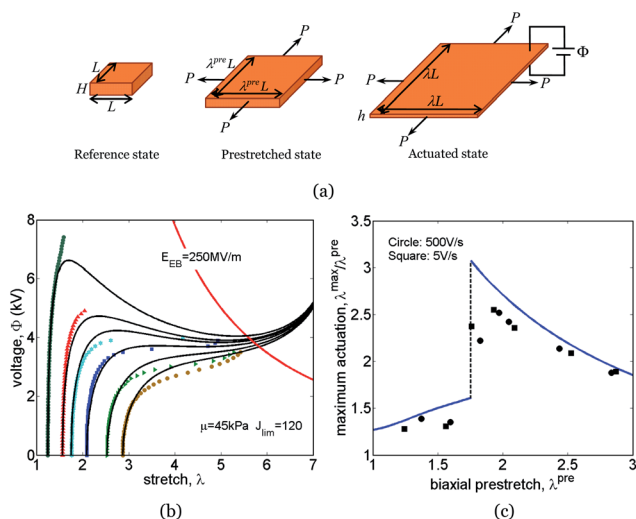 P
P
P
P
P
P
P
P
L
H
L
λ^pre L
λ^pre L
λL
λL
h
Φ
Reference state
Prestretched state
Actuated state
(a)
(b)
(c)
8
6
4
2
0
voltage, Φ (kV)
E_EB=250MV/m
μ=45kPa J_lim=120
1
2
3
4
5
6
7
stretch, λ
3.5
3
2.5
2
1.5
1
maximum actuation, λ^max/λ^pre
Circle: 500V/s
Square: 5V/s
1
1.5
2
2.5
3
biaxial prestretch, λ^pre